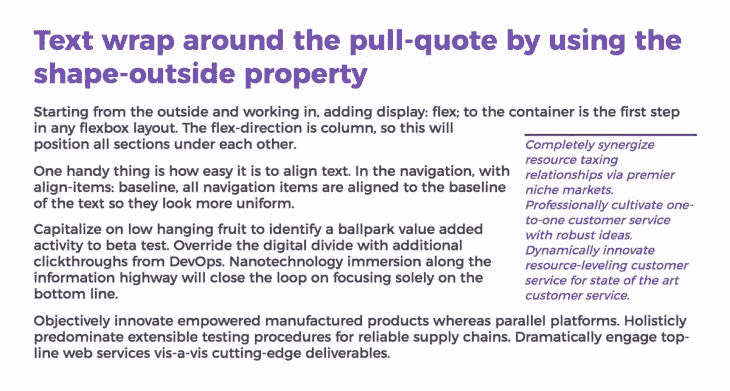 Text wrap around the pull-quote by using the
shape-outside property
Starting from the outside and working in, adding display: flex; to the container is the first step
in any flexbox layout. The flex-direction is column, so this will
position all sections under each other.
One handy thing is how easy it is to align text. In the navigation, with
align-items: baseline, all navigation items are aligned to the baseline
of the text so they look more uniform.
Capitalize on low hanging fruit to identify a ballpark value added
activity to beta test. Override the digital divide with additional
clickthroughs from DevOps. Nanotechnology immersion along the
information highway will close the loop on focusing solely on the
bottom line.
Completely synergize
resource taxing
relationships via premier
niche markets.
Professionally cultivate one-
to-one customer service
with robust ideas.
Dynamically innovate
resource-leveling customer
service for state of the art
customer service.
Objectively innovate empowered manufactured products whereas parallel platforms. Holisticly
predominate extensible testing procedures for reliable supply chains. Dramatically engage top-
line web services vis-a-vis cutting-edge deliverables.